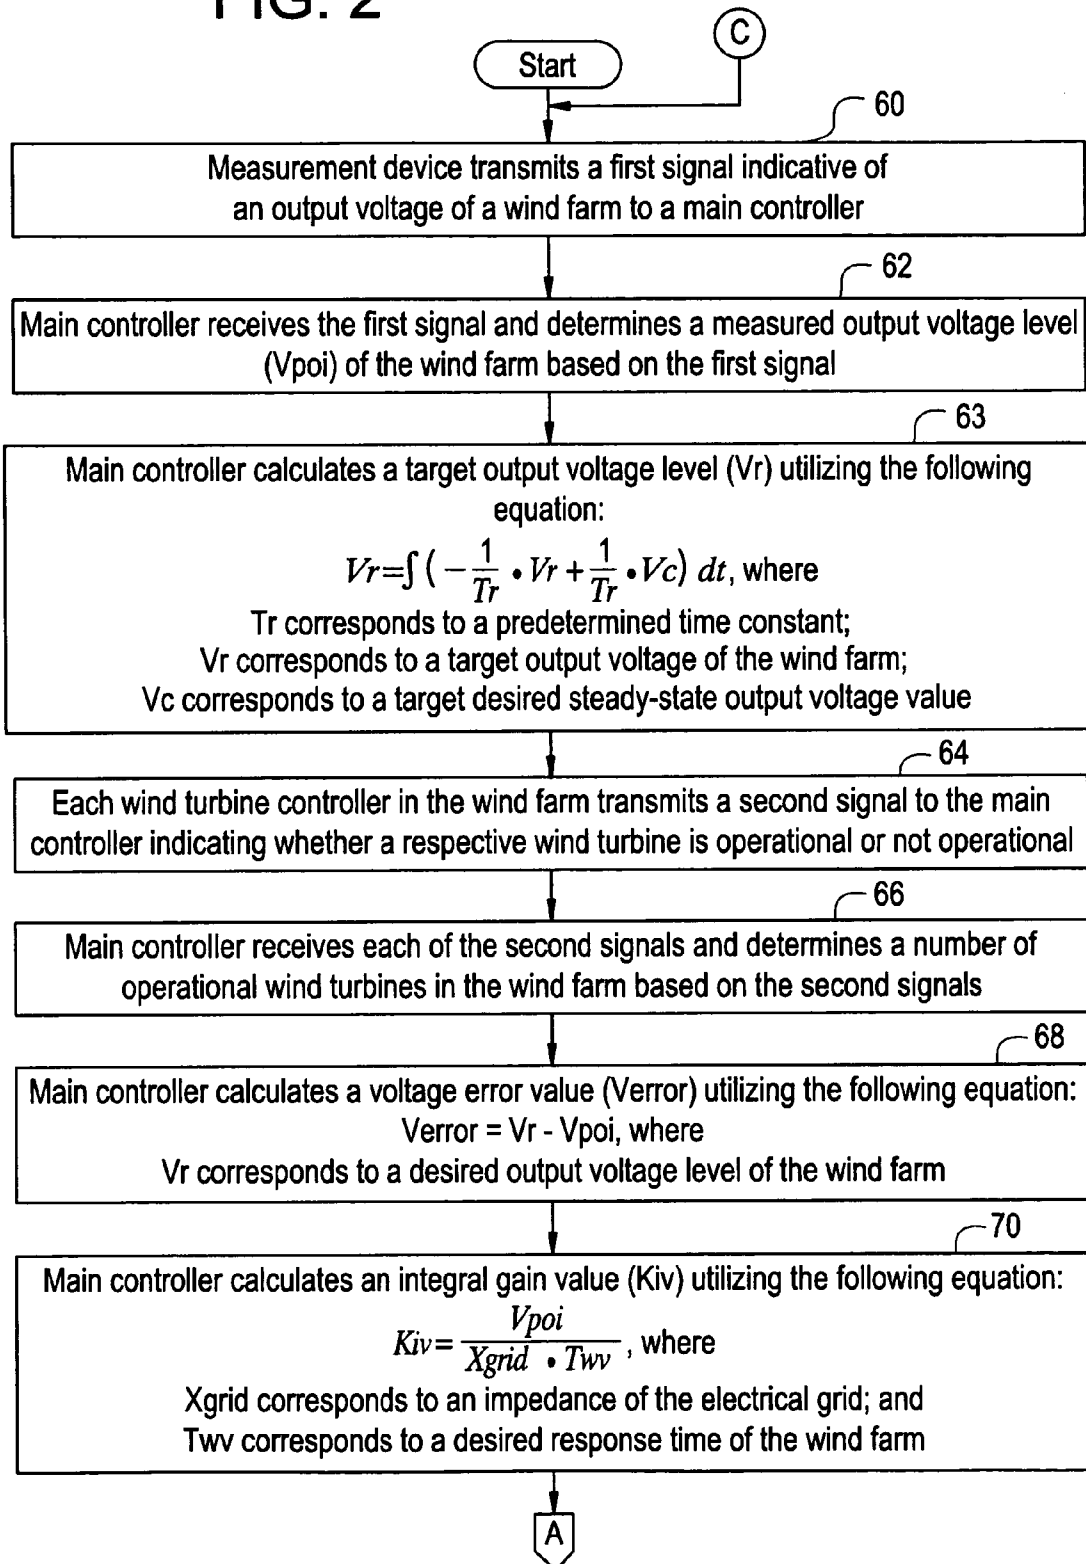 FIG. 2
C
Start
60
Measurement device transmits a first signal indicative of
an output voltage of a wind farm to a main controller
62
Main controller receives the first signal and determines a measured output voltage level
(Vpoi) of the wind farm based on the first signal
63
Main controller calculates a target output voltage level (Vr) utilizing the following
equation:
Vr=∫ ( - 1/Tr • Vr + 1/Tr • Vc) dt, where
Tr corresponds to a predetermined time constant;
Vr corresponds to a target output voltage of the wind farm;
Vc corresponds to a target desired steady-state output voltage value
64
Each wind turbine controller in the wind farm transmits a second signal to the main
controller indicating whether a respective wind turbine is operational or not operational
66
Main controller receives each of the second signals and determines a number of
operational wind turbines in the wind farm based on the second signals
68
Main controller calculates a voltage error value (Verror) utilizing the following equation:
Verror = Vr - Vpoi, where
Vr corresponds to a desired output voltage level of the wind farm
70
Main controller calculates an integral gain value (Kiv) utilizing the following equation:
Kiv= Vpoi / Xgrid • Twv , where
Xgrid corresponds to an impedance of the electrical grid; and
Twv corresponds to a desired response time of the wind farm
A